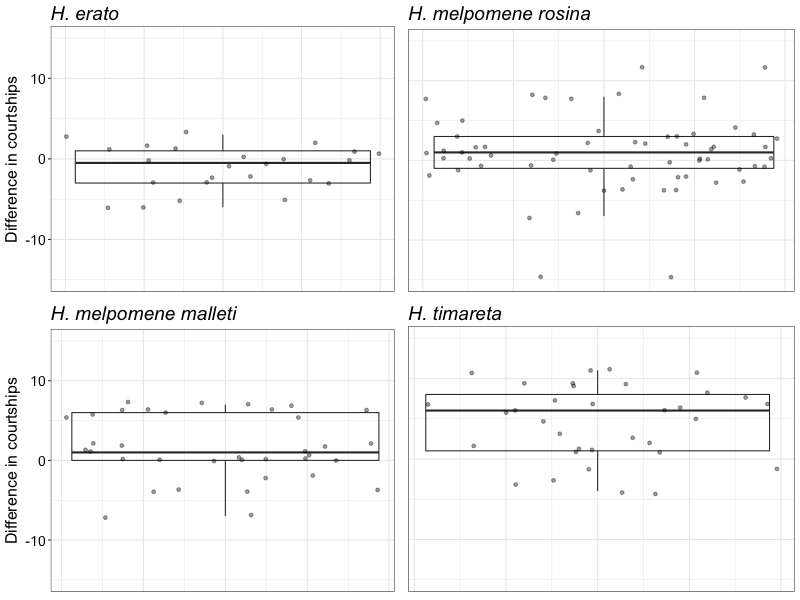 H. erato
H. melpomene rosina
Difference in courtships
10
0
-10
H. melpomene malleti
H. timareta
Difference in courtships
10
0
-10